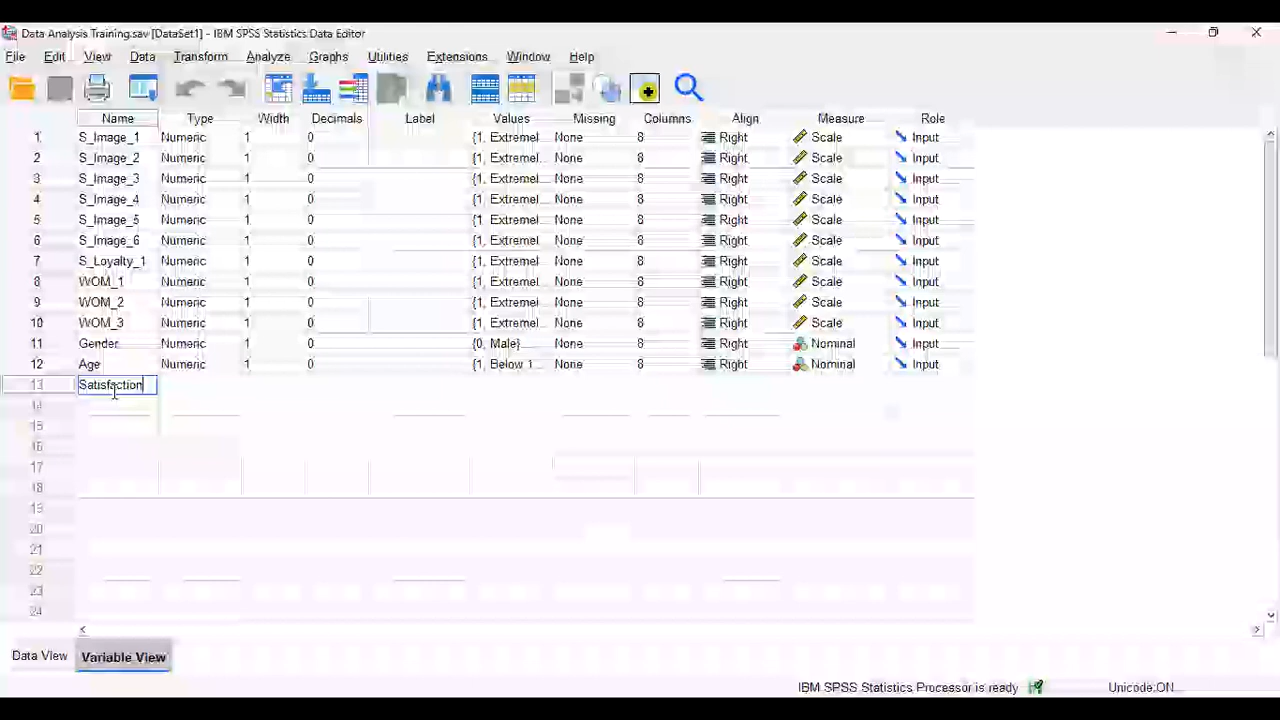 Data Analysis Training.sav [DataSet1] - IBM SPSS Statistics Data Editor
File Edit View Data Transform Analyze Graphs Utilities Extensions Window Help
Name Type Width Decimals Label Values Missing Columns Align Measure Role
1 S_Image_1 Numeric 1 0 {1, Extremel... None 8 Right Scale Input
2 S_Image_2 Numeric 1 0 {1, Extremel... None 8 Right Scale Input
3 S_Image_3 Numeric 1 0 {1, Extremel... None 8 Right Scale Input
4 S_Image_4 Numeric 1 0 {1, Extremel... None 8 Right Scale Input
5 S_Image_5 Numeric 1 0 {1, Extremel... None 8 Right Scale Input
6 S_Image_6 Numeric 1 0 {1, Extremel... None 8 Right Scale Input
7 S_Loyalty_1 Numeric 1 0 {1, Extremel... None 8 Right Scale Input
8 WOM_1 Numeric 1 0 {1, Extremel... None 8 Right Scale Input
9 WOM_2 Numeric 1 0 {1, Extremel... None 8 Right Scale Input
10 WOM_3 Numeric 1 0 {1, Extremel... None 8 Right Scale Input
11 Gender Numeric 1 0 {0, Male}... None 8 Right Nominal Input
12 Age Numeric 1 0 {1, Below 1... None 8 Right Nominal Input
13 Satisfaction
14
15
16
17
18
19
20
21
22
23
24
Data View Variable View
IBM SPSS Statistics Processor is ready Unicode:ON